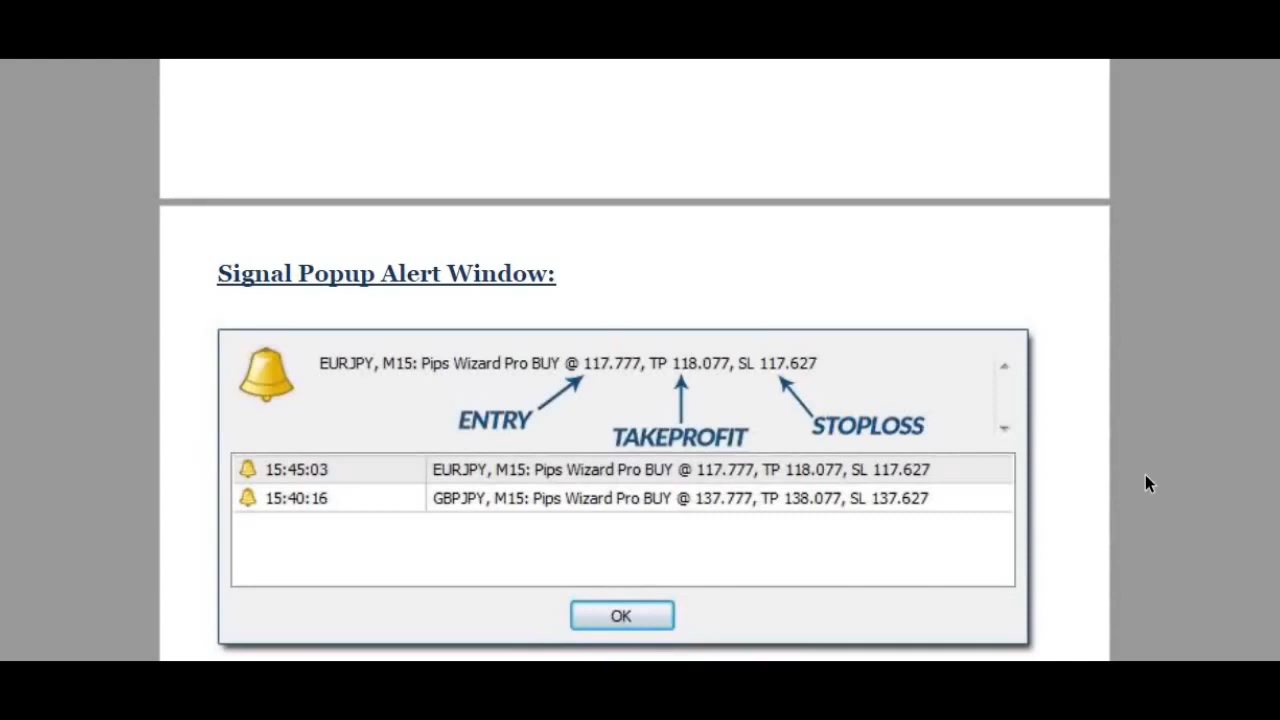 Signal Popup Alert Window:
EURJPY, M15: Pips Wizard Pro BUY @ 117.777, TP 118.077, SL 117.627
ENTRY
TAKEPROFIT
STOPLOSS
15:45:03 EURJPY, M15: Pips Wizard Pro BUY @ 117.777, TP 118.077, SL 117.627
15:40:16 GBPJPY, M15: Pips Wizard Pro BUY @ 137.777, TP 138.077, SL 137.627
OK